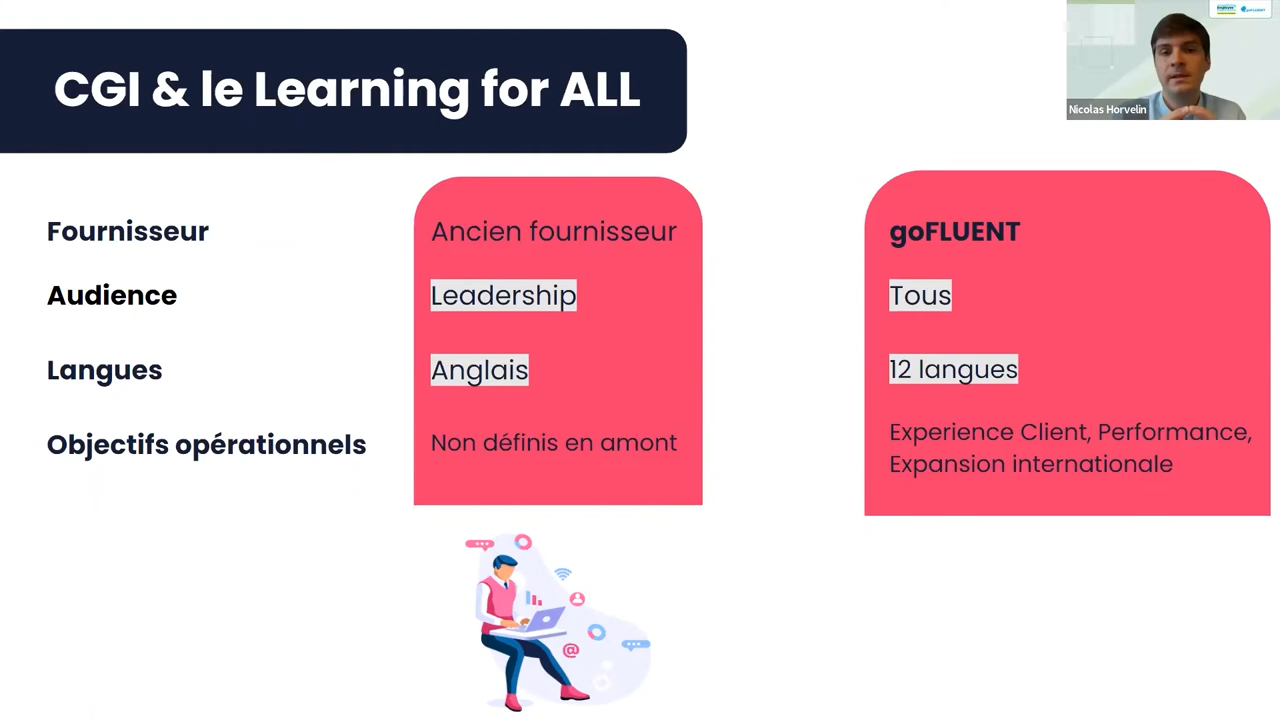 CGI & le Learning for ALL
Nicolas Horvelin
Fournisseur
Ancien fournisseur
goFLUENT
Audience
Leadership
Tous
Langues
Anglais
12 langues
Objectifs opérationnels
Non définis en amont
Experience Client, Performance,
Expansion internationale
@